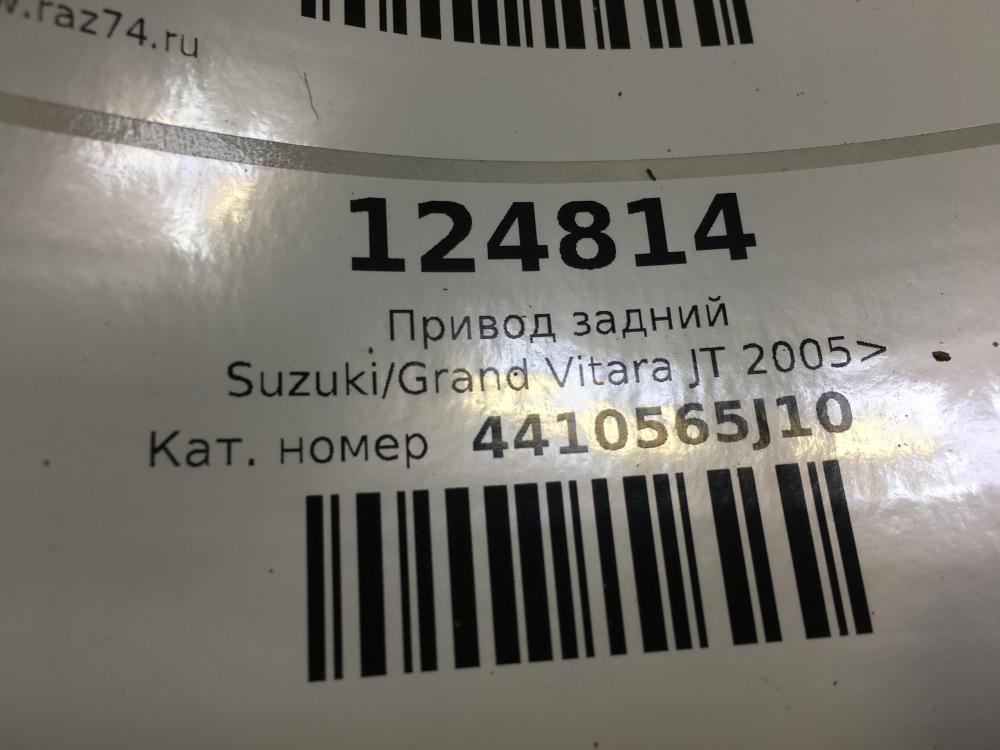 w.raz74.ru
124814
Привод задний
Suzuki/Grand Vitara JT 2005>
Кат. номер 4410565J10